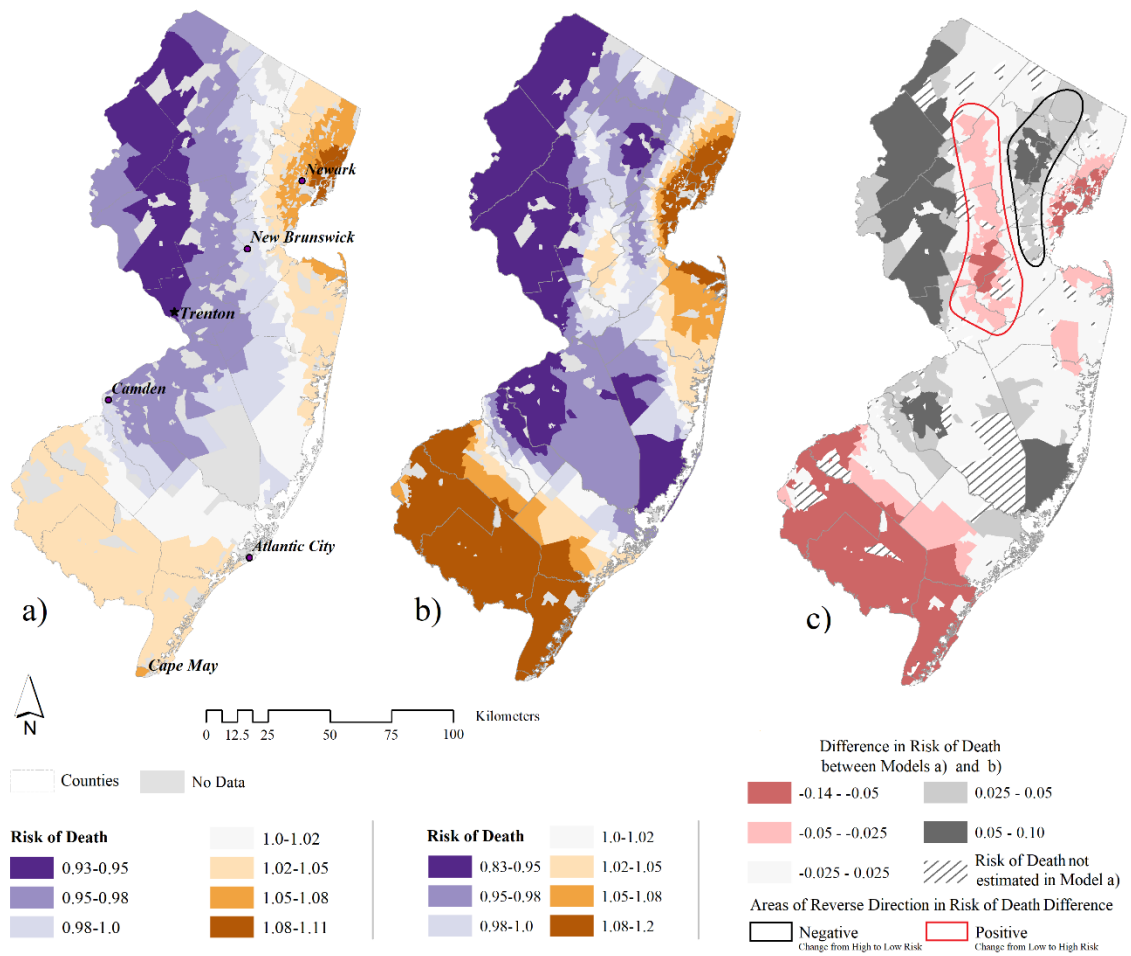 Newark
New Brunswick
Trenton
Camden
Atlantic City
Cape May
a)
b)
c)
N
Kilometers
0 12.5 25 50 75 100
Counties
No Data
Risk of Death
0.93-0.95
0.95-0.98
0.98-1.0
1.0-1.02
1.02-1.05
1.05-1.08
1.08-1.11
Risk of Death
0,83-0.95
0.95-0.98
0.98-1.0
1.0-1.02
1.02-1.05
1.05-1.08
1.08-1.2
Difference in Risk of Death
between Models a) and b)
-0.14 - -0.05
-0.05 - -0.025
-0.025 - 0.025
0.025 - 0.05
0.05 - 0.10
Risk of Death not
estimated in Model a)
Areas of Reverse Direction in Risk of Death Difference
Negative
Change from High to Low Risk
Positive
Change from Low to High Risk